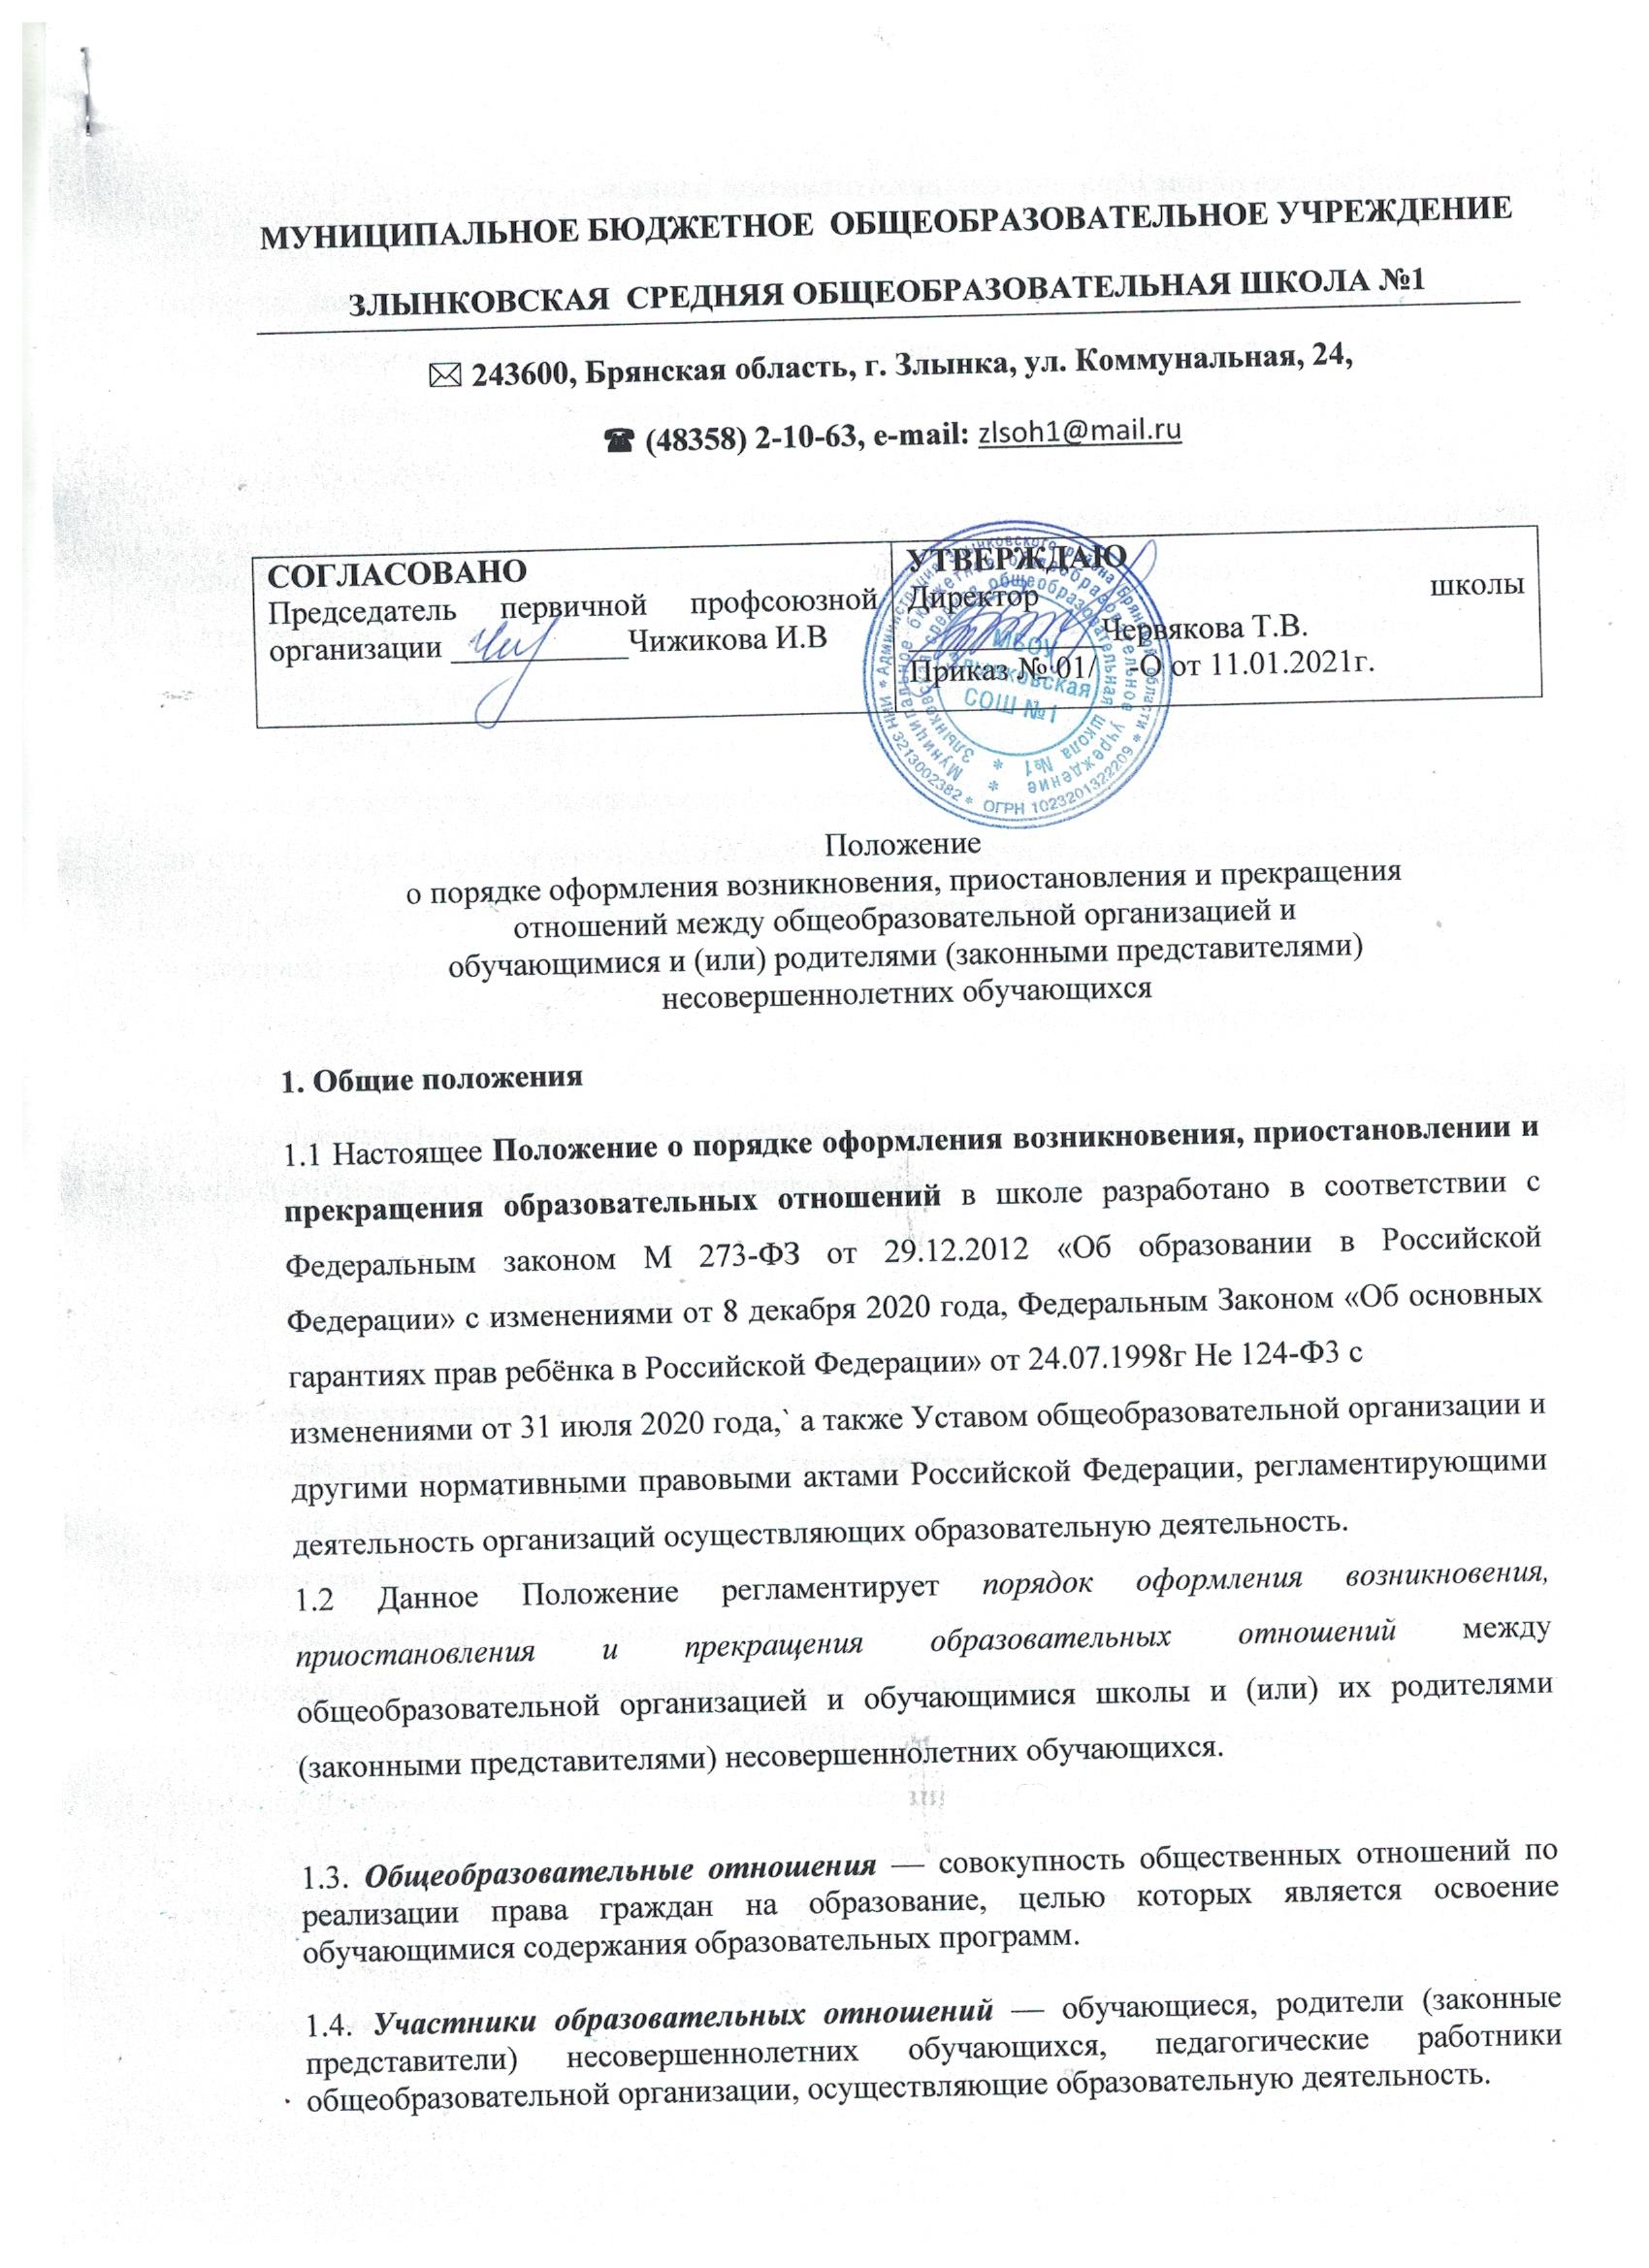 МУНИЦИПАЛЬНОЕ БЮДЖЕТНОЕ ОБЩЕОБРАЗОВАТЕЛЬНОЕ УЧРЕЖДЕНИЕ
ЗЛЫНКОВСКАЯ СРЕДНЯЯ ОБЩЕОБРАЗОВАТЕЛЬНАЯ ШКОЛА №1
243600, Брянская область, г. Злынка, ул. Коммунальная, 24,
(48358) 2-10-63, e-mail: zlsoh1@mail.ru
СОГЛАСОВАНО
Председатель первичной профсоюзной
организации ____________Чижикова И.В
УТВЕРЖДАЮ
Директор школы
Червякова Т.В.
Приказ № 01/ -О от 11.01.2021г.
МБОУ
Злынковская
СОШ №1
ИНН 3213002382 * ОГРН 1023201322209
Положение
о порядке оформления возникновения, приостановления и прекращения
отношений между общеобразовательной организацией и
обучающимися и (или) родителями (законными представителями)
несовершеннолетних обучающихся
1. Общие положения
1.1 Настоящее Положение о порядке оформления возникновения, приостановлении и
прекращения образовательных отношений в школе разработано в соответствии с
Федеральным законом М 273-ФЗ от 29.12.2012 «Об образовании в Российской
Федерации» с изменениями от 8 декабря 2020 года, Федеральным Законом «Об основных
гарантиях прав ребёнка в Российской Федерации» от 24.07.1998г Не 124-ФЗ с
изменениями от 31 июля 2020 года,` а также Уставом общеобразовательной организации и
другими нормативными правовыми актами Российской Федерации, регламентирующими
деятельность организаций осуществляющих образовательную деятельность.
1.2 Данное Положение регламентирует порядок оформления возникновения,
приостановления и прекращения образовательных отношений между
общеобразовательной организацией и обучающимися школы и (или) их родителями
(законными представителями) несовершеннолетних обучающихся.
1.3. Общеобразовательные отношения — совокупность общественных отношений по
реализации права граждан на образование, целью которых является освоение
обучающимися содержания образовательных программ.
1.4. Участники образовательных отношений — обучающиеся, родители (законные
представители) несовершеннолетних обучающихся, педагогические работники
общеобразовательной организации, осуществляющие образовательную деятельность.